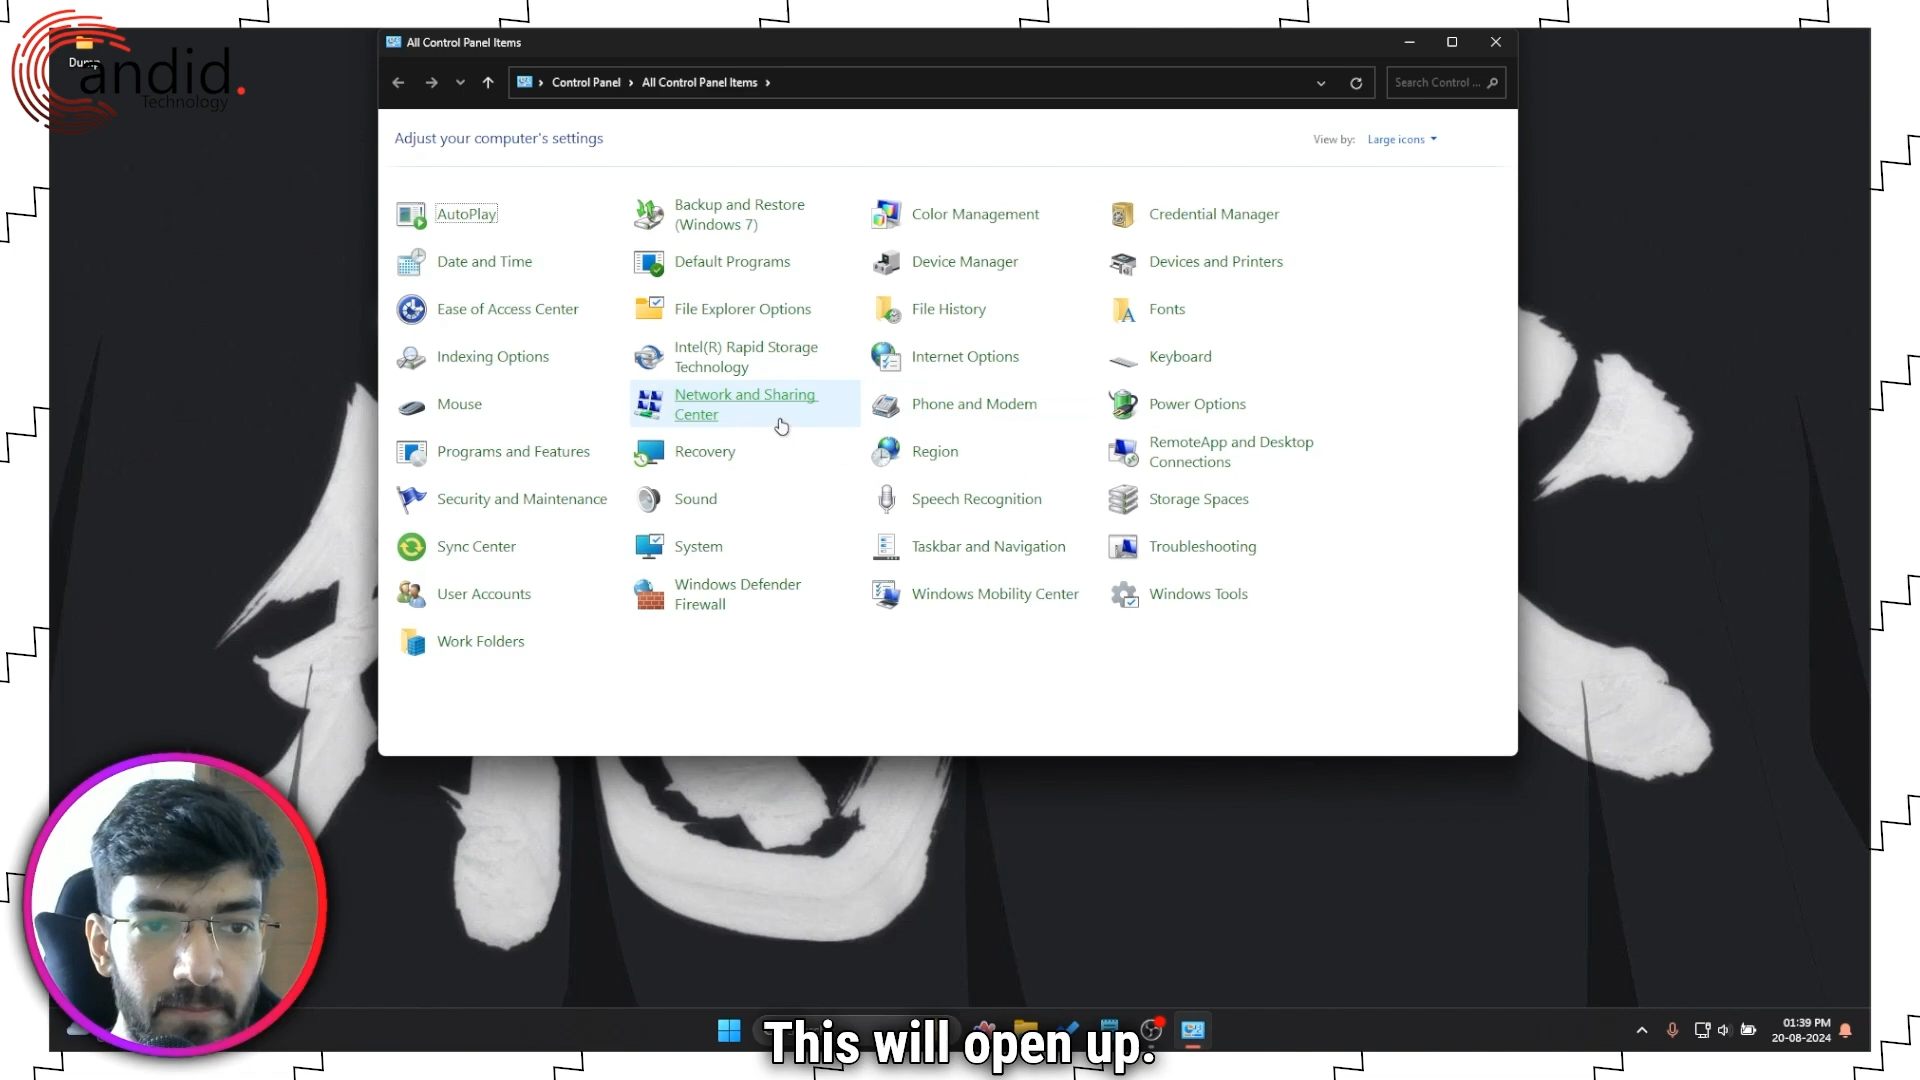 Dump
Candid.
Technology
All Control Panel Items
Control Panel
All Control Panel Items
Search Control ...
Adjust your computer's settings
View by:
Large icons
AutoPlay
Backup and Restore
(Windows 7)
Color Management
Credential Manager
Date and Time
Default Programs
Device Manager
Devices and Printers
Ease of Access Center
File Explorer Options
File History
Fonts
Indexing Options
Intel(R) Rapid Storage
Technology
Internet Options
Keyboard
Mouse
Network and Sharing
Center
Phone and Modem
Power Options
Programs and Features
Recovery
Region
RemoteApp and Desktop
Connections
Security and Maintenance
Sound
Speech Recognition
Storage Spaces
Sync Center
System
Taskbar and Navigation
Troubleshooting
User Accounts
Windows Defender
Firewall
Windows Mobility Center
Windows Tools
Work Folders
This will open up.
01:39 PM
20-08-2024